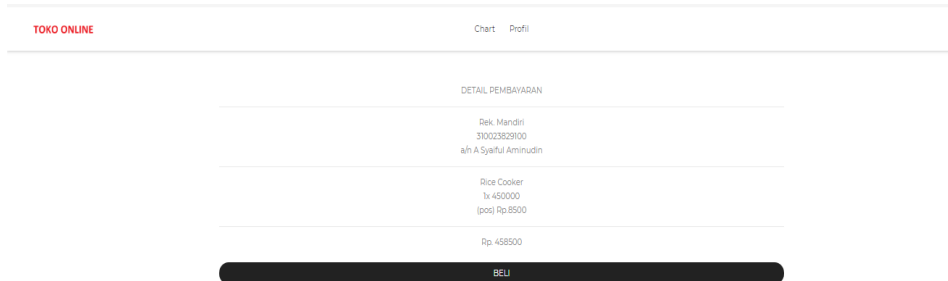 TOKO ONLINE
Chart Profil
DETAIL PEMBAYARAN
Rek. Mandiri
310023829100
a/n A Syaiful Aminudin
Rice Cooker
1x 450000
(pos) Rp.8500
Rp. 458500
BELI